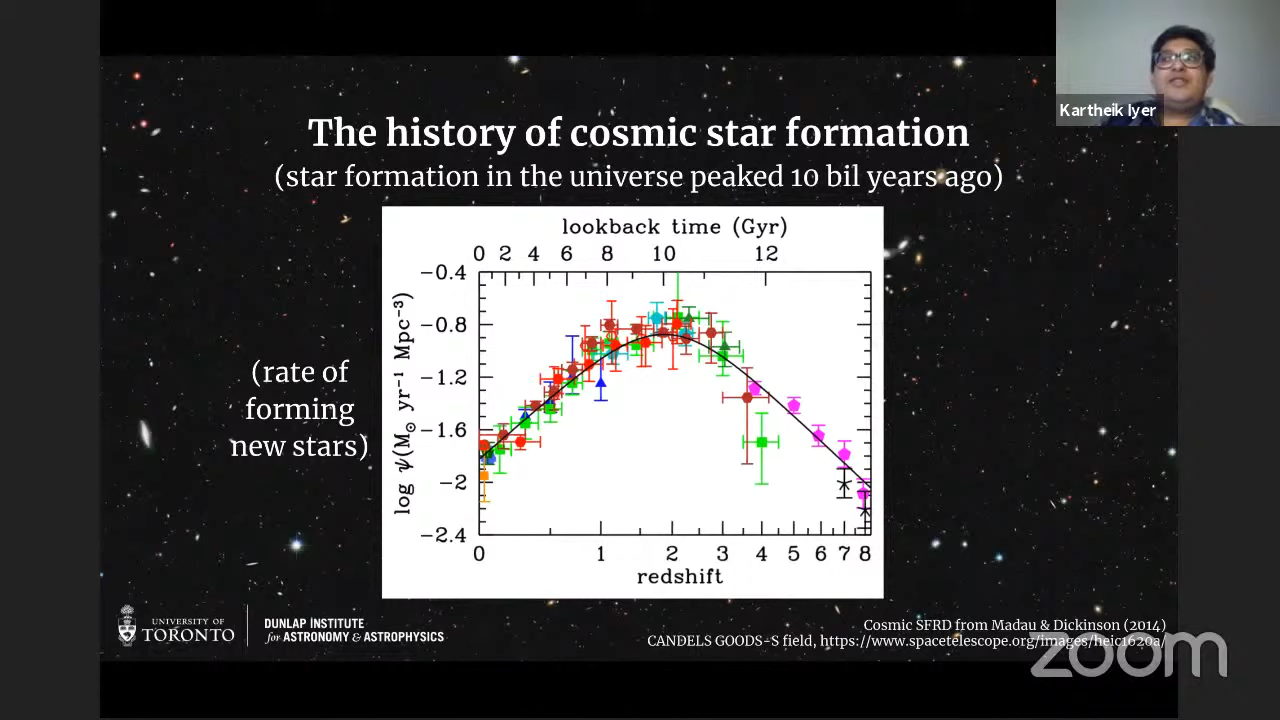 Kartheik Iyer
The history of cosmic star formation
(star formation in the universe peaked 10 bil years ago)
lookback time (Gyr)
0 2 4 6 8 10 12
(rate of
forming
new stars)
log ψ(M⊙ yr⁻¹ Mpc⁻³)
−0.4
−0.8
−1.2
−1.6
−2
−2.4
0 1 2 3 4 5 6 7 8
redshift
UNIVERSITY OF
TORONTO
DUNLAP INSTITUTE
for ASTRONOMY & ASTROPHYSICS
Cosmic SFRD from Madau & Dickinson (2014)
CANDELS GOODS-S field, https://www.spacetelescope.org/images/heic1620a/
zoom